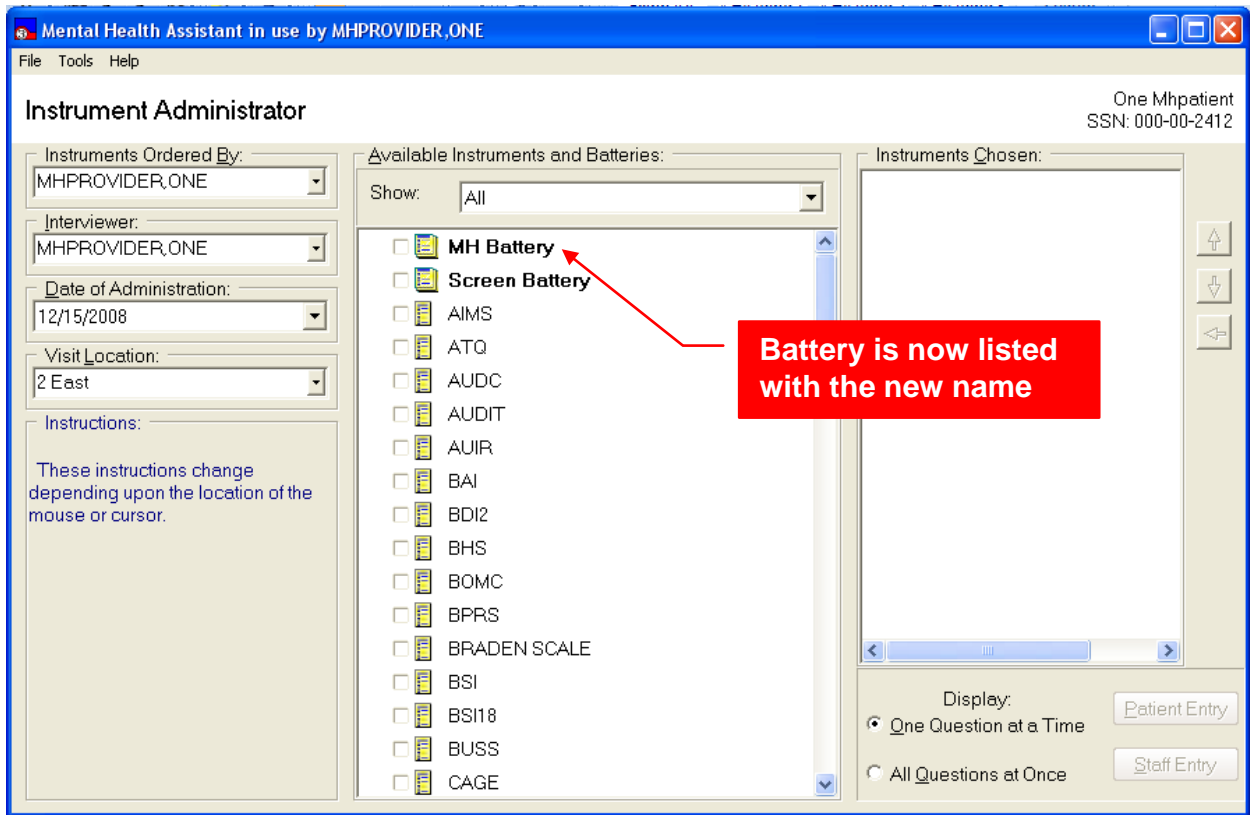 Mental Health Assistant in use by MHPROVIDER,ONE
File Tools Help
Instrument Administrator
One Mhpatient
SSN: 000-00-2412
Instruments Ordered By:
MHPROVIDER,ONE
Interviewer:
MHPROVIDER,ONE
Date of Administration:
12/15/2008
Visit Location:
2 East
Instructions:
These instructions change
depending upon the location of the
mouse or cursor.
Available Instruments and Batteries:
Show: All
MH Battery
Screen Battery
AIMS
ATQ
AUDC
AUDIT
AUIR
BAI
BDI2
BHS
BOMC
BPRS
BRADEN SCALE
BSI
BSI18
BUSS
CAGE
Battery is now listed
with the new name
Instruments Chosen:
Display:
One Question at a Time
All Questions at Once
Patient Entry
Staff Entry